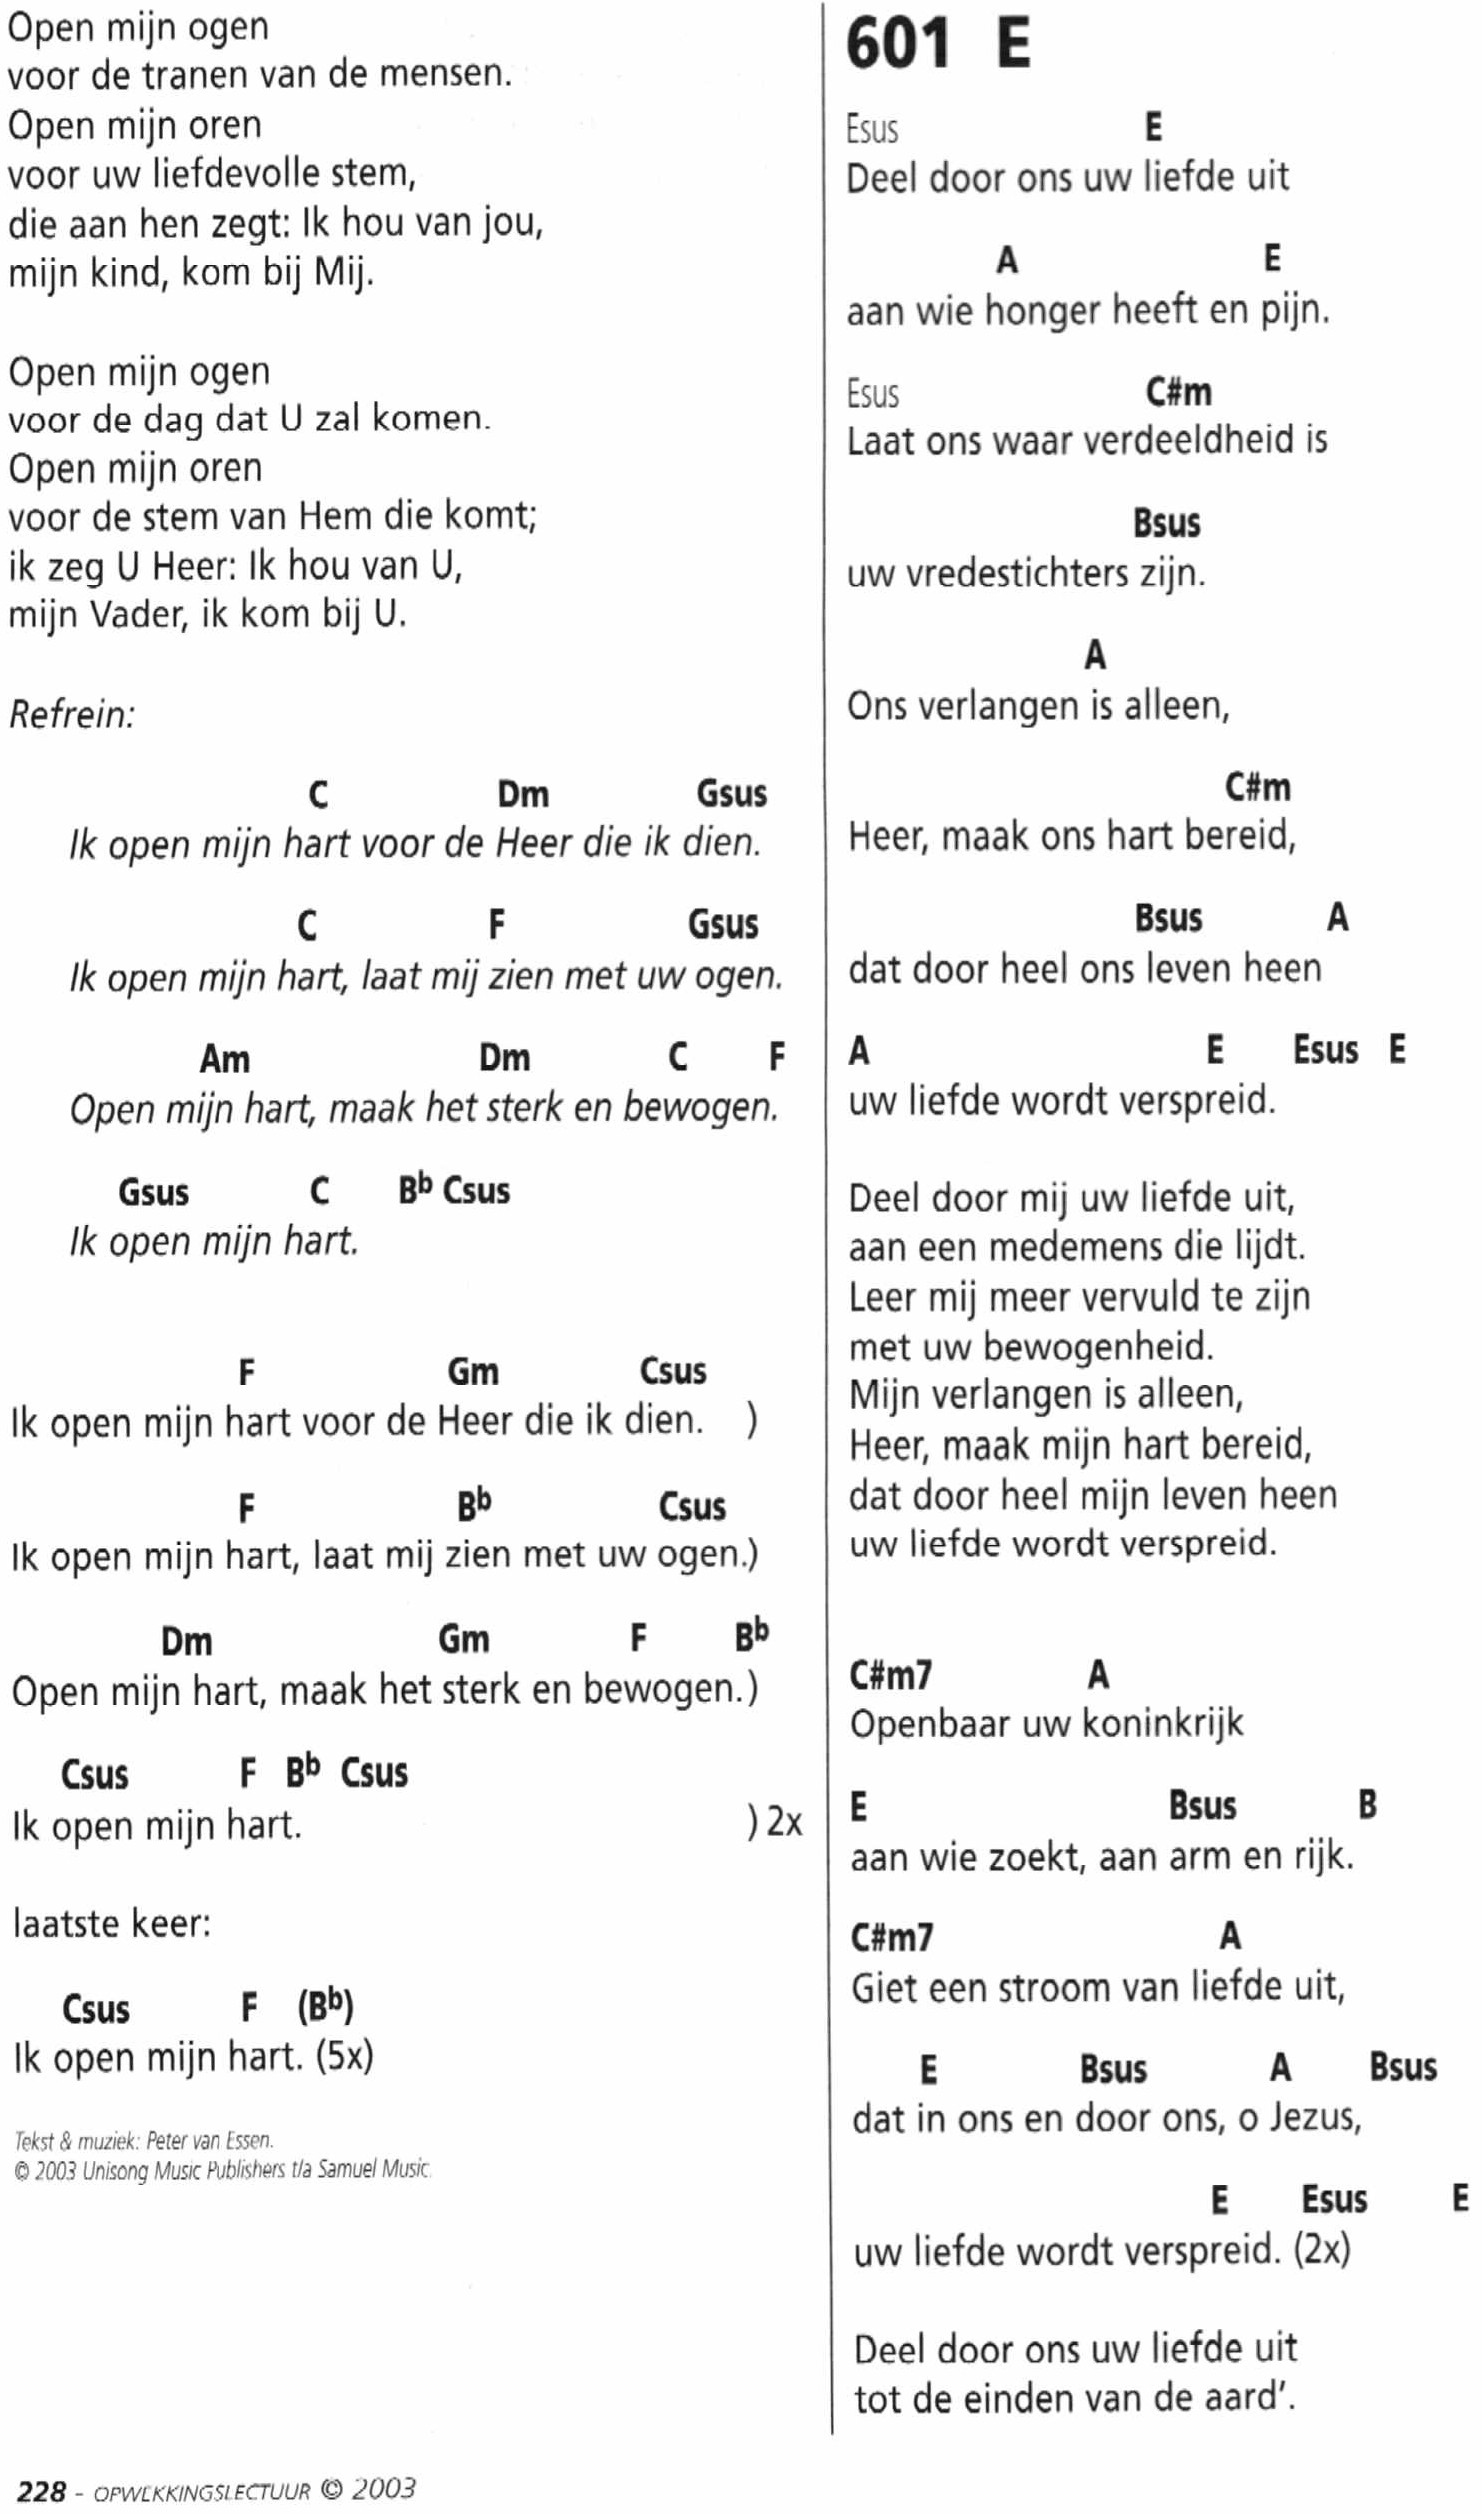 Open mijn ogen
voor de tranen van de mensen.
Open mijn oren
voor uw liefdevolle stem,
die aan hen zegt: Ik hou van jou,
mijn kind, kom bij Mij.
Open mijn ogen
voor de dag dat U zal komen.
Open mijn oren
voor de stem van Hem die komt;
ik zeg U Heer: Ik hou van U,
mijn Vader, ik kom bij U.
Refrein:
C Dm Gsus
Ik open mijn hart voor de Heer die ik dien.
C F Gsus
Ik open mijn hart, laat mij zien met uw ogen.
Am Dm C F
Open mijn hart, maak het sterk en bewogen.
Gsus C Bb Csus
Ik open mijn hart.
F Gm Csus
Ik open mijn hart voor de Heer die ik dien. )
F Bb Csus
Ik open mijn hart, laat mij zien met uw ogen.)
Dm Gm F Bb
Open mijn hart, maak het sterk en bewogen.)
Csus F Bb Csus
Ik open mijn hart. ) 2x
laatste keer:
Csus F (Bb)
Ik open mijn hart. (5x)
Tekst & muziek: Peter van Essen.
© 2003 Unisong Music Publishers t/a Samuel Music.
601 E
Esus E
Deel door ons uw liefde uit
A E
aan wie honger heeft en pijn.
Esus C#m
Laat ons waar verdeeldheid is
Bsus
uw vredestichters zijn.
A
Ons verlangen is alleen,
C#m
Heer, maak ons hart bereid,
Bsus A
dat door heel ons leven heen
A E Esus E
uw liefde wordt verspreid.
Deel door mij uw liefde uit,
aan een medemens die lijdt.
Leer mij meer vervuld te zijn
met uw bewogenheid.
Mijn verlangen is alleen,
Heer, maak mijn hart bereid,
dat door heel mijn leven heen
uw liefde wordt verspreid.
C#m7 A
Openbaar uw koninkrijk
E Bsus B
aan wie zoekt, aan arm en rijk.
C#m7 A
Giet een stroom van liefde uit,
E Bsus A Bsus
dat in ons en door ons, o Jezus,
E Esus E
uw liefde wordt verspreid. (2x)
Deel door ons uw liefde uit
tot de einden van de aard'.
228 - OPWEKKINGSLECTUUR © 2003